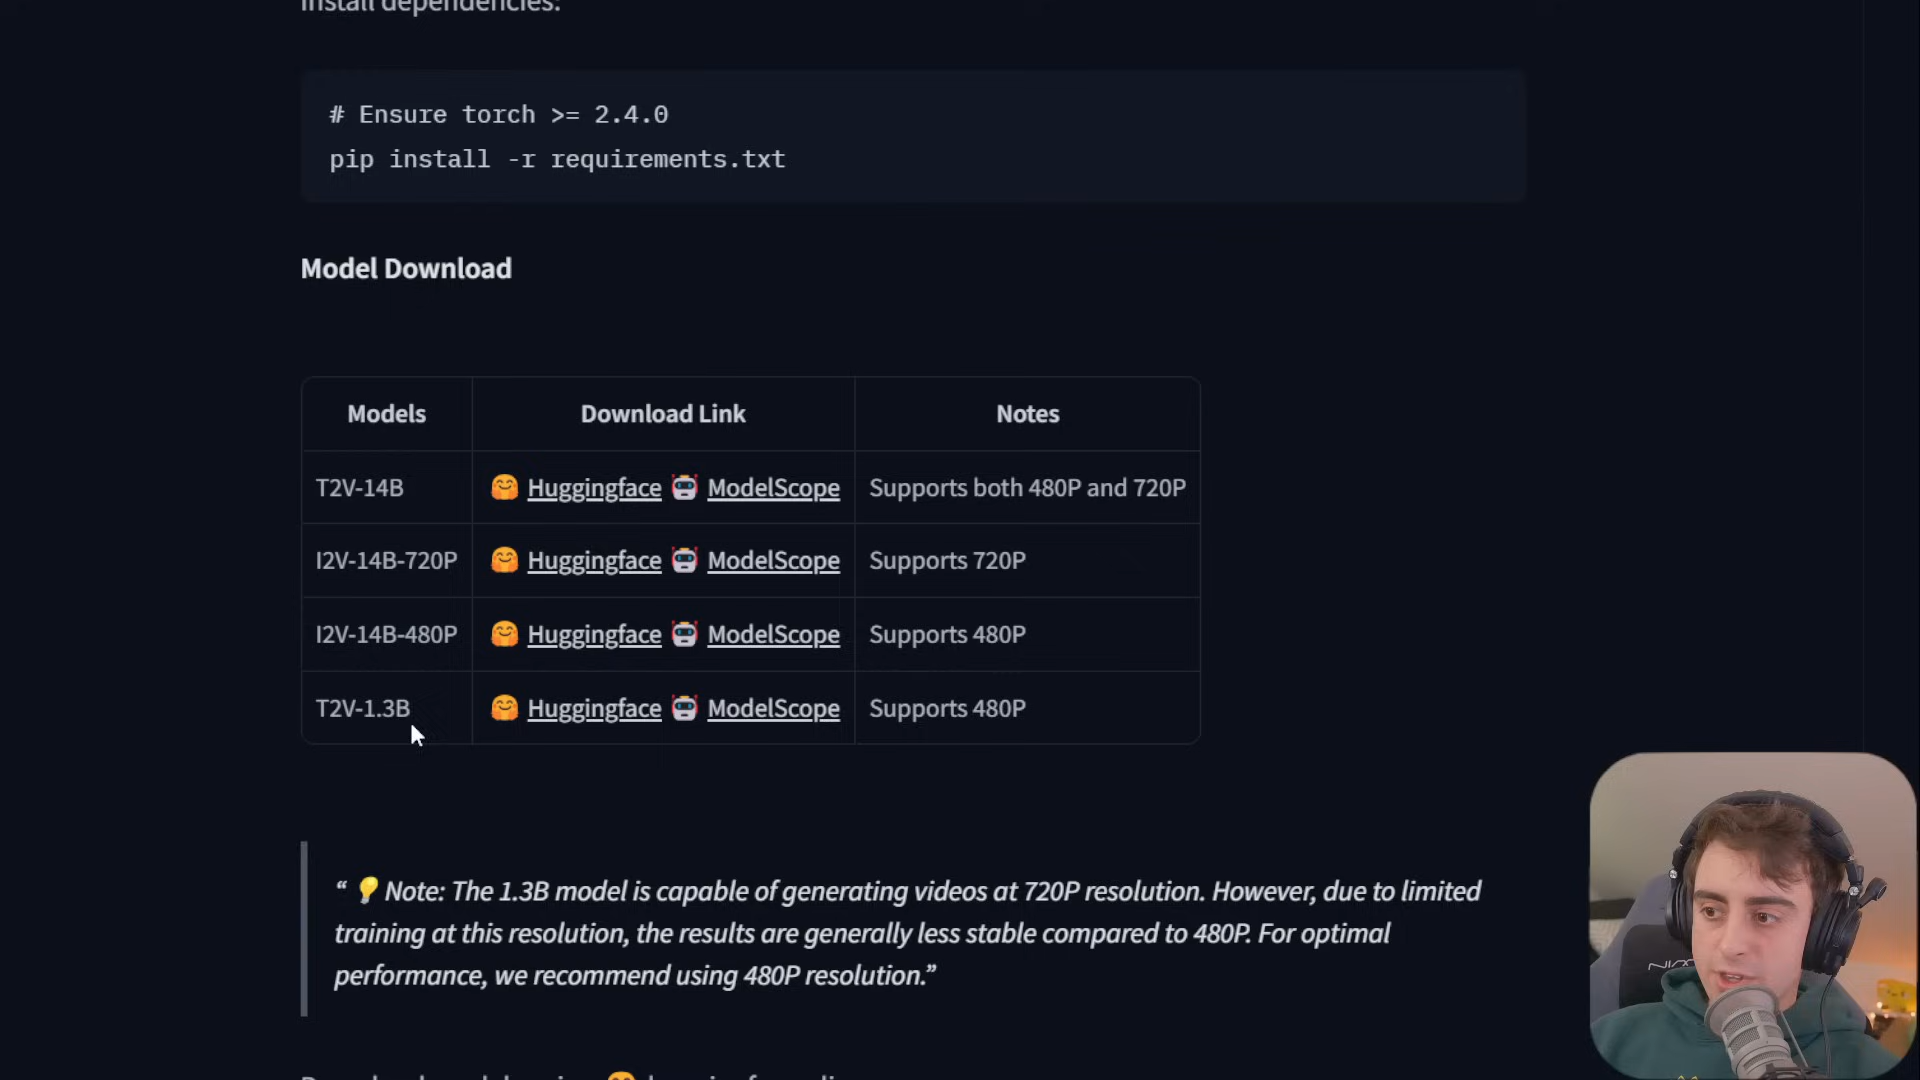 Install dependencies:
# Ensure torch >= 2.4.0
pip install -r requirements.txt
Model Download
Models Download Link Notes
T2V-14B 🤗 Huggingface 🤖 ModelScope Supports both 480P and 720P
I2V-14B-720P 🤗 Huggingface 🤖 ModelScope Supports 720P
I2V-14B-480P 🤗 Huggingface 🤖 ModelScope Supports 480P
T2V-1.3B 🤗 Huggingface 🤖 ModelScope Supports 480P
“ 💡Note: The 1.3B model is capable of generating videos at 720P resolution. However, due to limited
training at this resolution, the results are generally less stable compared to 480P. For optimal
performance, we recommend using 480P resolution.”